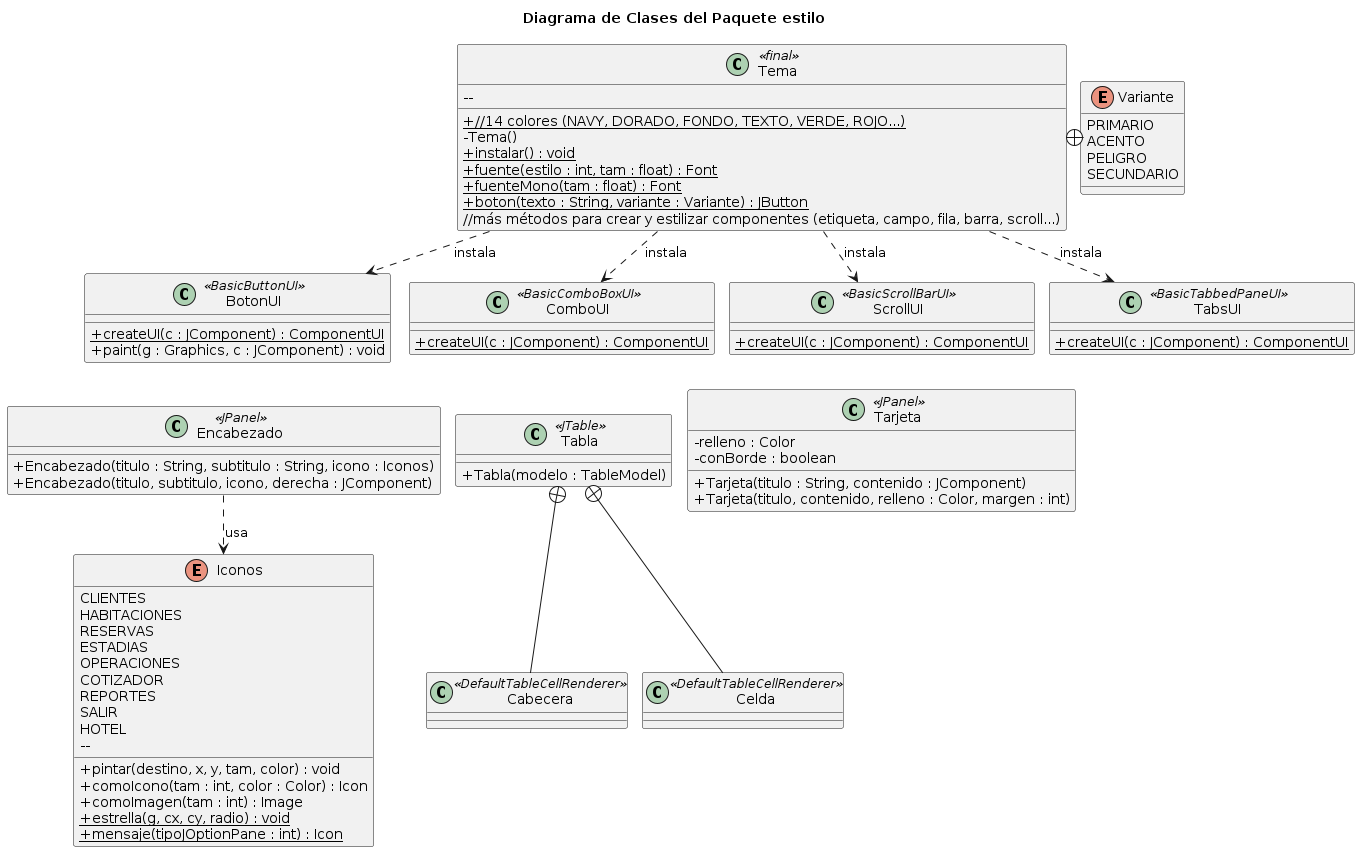 Diagrama de Clases del Paquete estilo
«final»
C Tema
--
+//14 colores (NAVY, DORADO, FONDO, TEXTO, VERDE, ROJO...)
-Tema()
+instalar() : void
+fuente(estilo : int, tam : float) : Font
+fuenteMono(tam : float) : Font
+boton(texto : String, variante : Variante) : JButton
//más métodos para crear y estilizar componentes (etiqueta, campo, fila, barra, scroll...)
E Variante
PRIMARIO
ACENTO
PELIGRO
SECUNDARIO
instala
instala
instala
instala
«BasicButtonUI»
C BotonUI
+createUI(c : JComponent) : ComponentUI
+paint(g : Graphics, c : JComponent) : void
«BasicComboBoxUI»
C ComboUI
+createUI(c : JComponent) : ComponentUI
«BasicScrollBarUI»
C ScrollUI
+createUI(c : JComponent) : ComponentUI
«BasicTabbedPaneUI»
C TabsUI
+createUI(c : JComponent) : ComponentUI
«JPanel»
C Encabezado
+Encabezado(titulo : String, subtitulo : String, icono : Iconos)
+Encabezado(titulo, subtitulo, icono, derecha : JComponent)
«JTable»
C Tabla
+Tabla(modelo : TableModel)
«JPanel»
C Tarjeta
-relleno : Color
-conBorde : boolean
+Tarjeta(titulo : String, contenido : JComponent)
+Tarjeta(titulo, contenido, relleno : Color, margen : int)
usa
E Iconos
CLIENTES
HABITACIONES
RESERVAS
ESTADIAS
OPERACIONES
COTIZADOR
REPORTES
SALIR
HOTEL
--
+pintar(destino, x, y, tam, color) : void
+comoIcono(tam : int, color : Color) : Icon
+comoImagen(tam : int) : Image
+estrella(g, cx, cy, radio) : void
+mensaje(tipoJOptionPane : int) : Icon
«DefaultTableCellRenderer»
C Cabecera
«DefaultTableCellRenderer»
C Celda